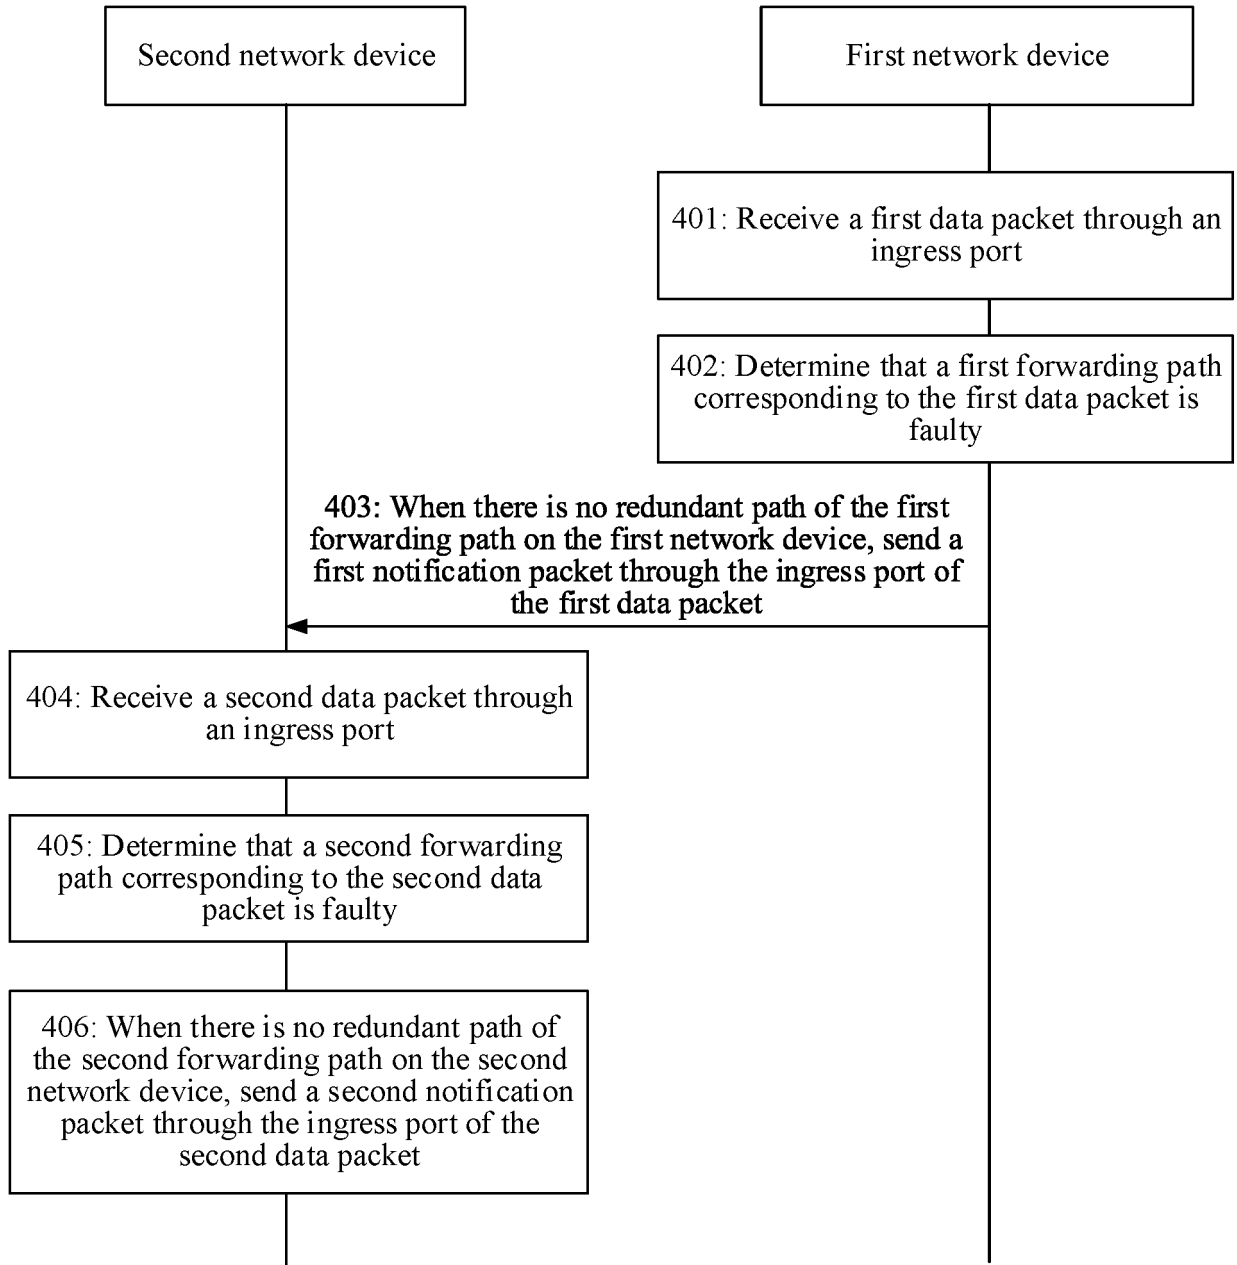 Second network device
First network device
401: Receive a first data packet through an
ingress port
402: Determine that a first forwarding path
corresponding to the first data packet is
faulty
403: When there is no redundant path of the first
forwarding path on the first network device, send a
first notification packet through the ingress port of
the first data packet
404: Receive a second data packet through
an ingress port
405: Determine that a second forwarding
path corresponding to the second data
packet is faulty
406: When there is no redundant path of
the second forwarding path on the second
network device, send a second notification
packet through the ingress port of the
second data packet